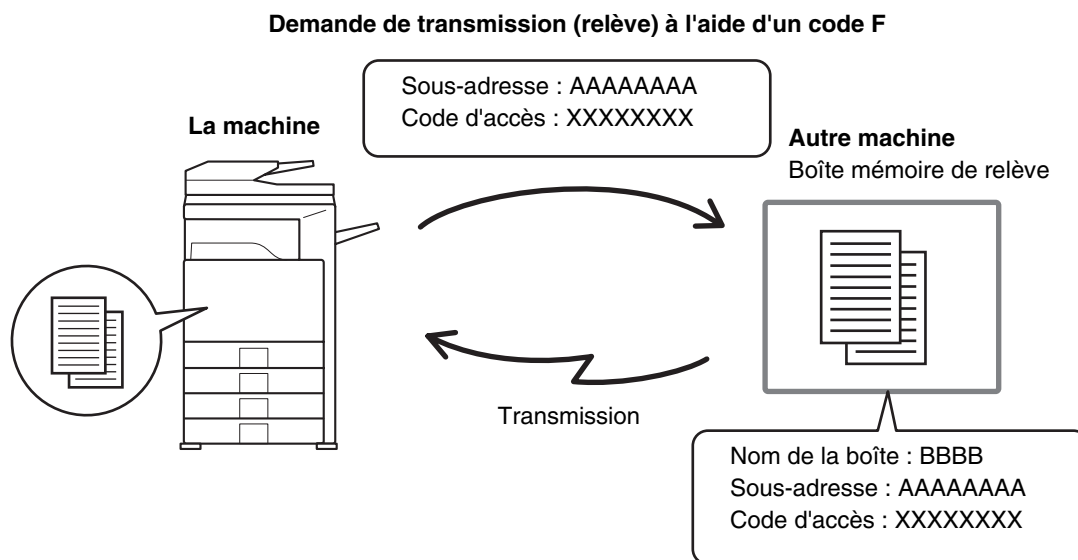 Demande de transmission (relève) à l'aide d'un code F
Sous-adresse : AAAAAAAA
Code d'accès : XXXXXXXX
La machine
Autre machine
Boîte mémoire de relève
Transmission
Nom de la boîte : BBBB
Sous-adresse : AAAAAAAA
Code d'accès : XXXXXXXX